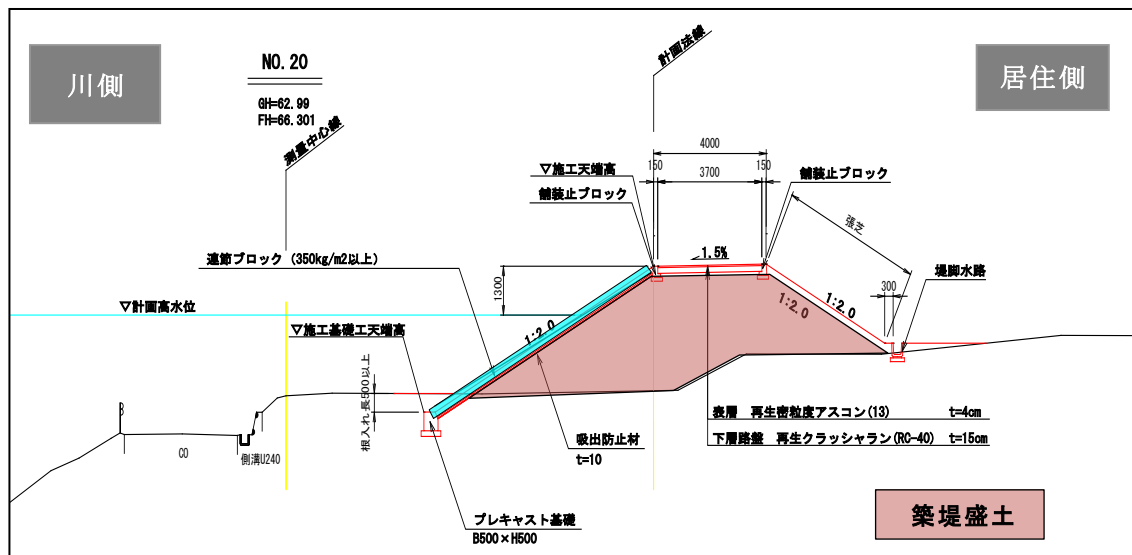 川側
NO.20
GH=62.99
FH=66.301
測量中心線
計画法線
居住側
4000
150
3700
150
▽施工天端高
舗装止ブロック
舗装止ブロック
張芝
1.5%
連節ブロック (350kg/m2以上)
1300
堤脚水路
300
▽計画高水位
1:2.0
1:2.0
▽施工基礎工天端高
根入れ長500以上
CO
側溝U240
吸出防止材
t=10
表層 再生密粒度アスコン(13) t=4cm
下層路盤 再生クラッシャラン(RC-40) t=15cm
プレキャスト基礎
B500×H500
築堤盛土